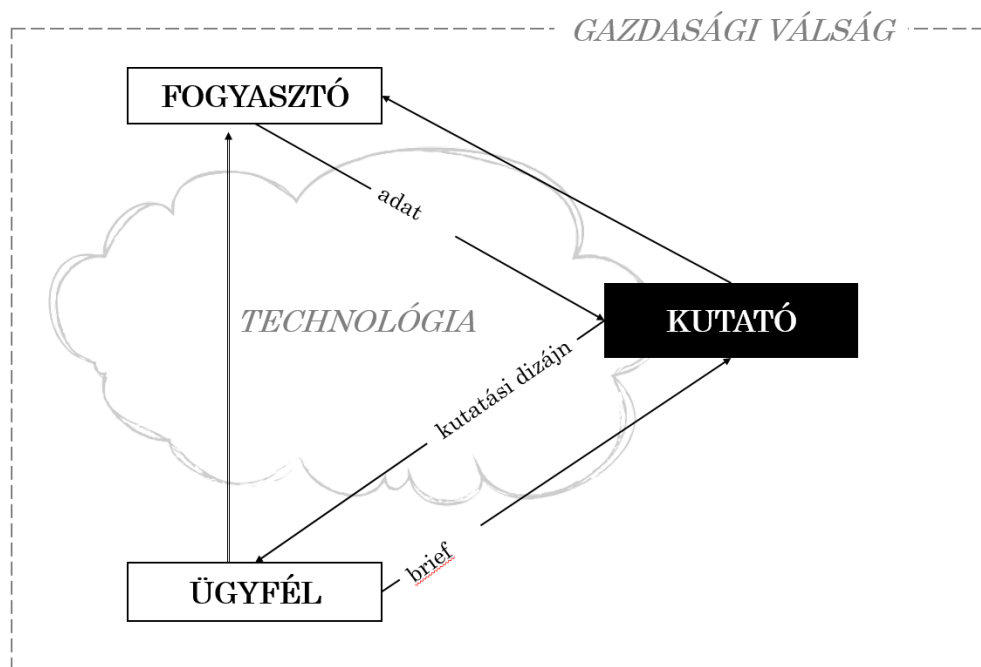 GAZDASÁGI VÁLSÁG
FOGYASZTÓ
adat
TECHNOLÓGIA
KUTATÓ
kutatási dizájn
brief
ÜGYFÉL